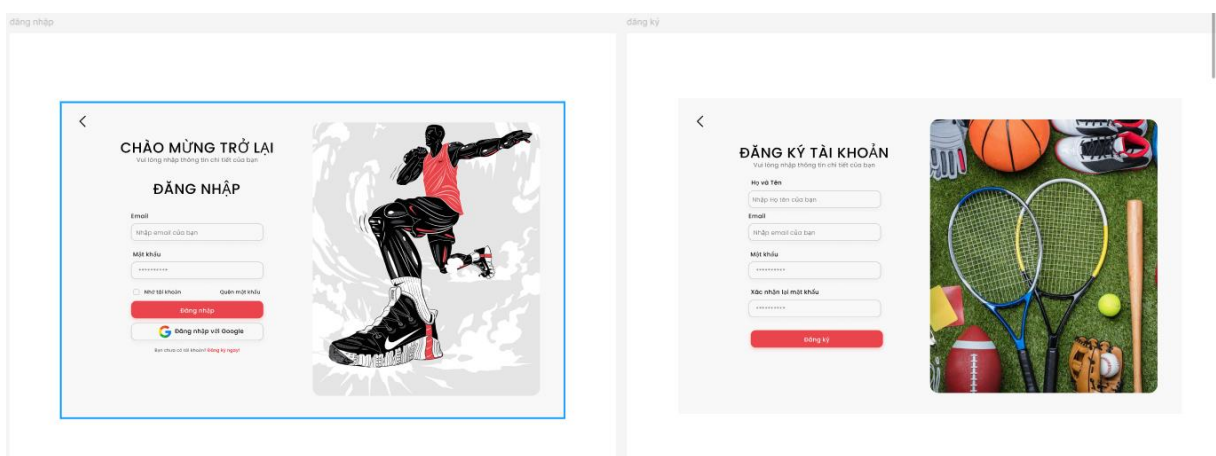 đăng nhập
CHÀO MỪNG TRỞ LẠI
Vui lòng nhập thông tin chi tiết của bạn
ĐĂNG NHẬP
Email
Nhập email của bạn
Mật khẩu
**********
Nhớ tài khoản
Quên mật khẩu
Đăng nhập
Đăng nhập với Google
Bạn chưa có tài khoản? Đăng ký ngay!
đăng ký
ĐĂNG KÝ TÀI KHOẢN
Vui lòng nhập thông tin chi tiết của bạn
Họ và Tên
Nhập họ tên của bạn
Email
Nhập email của bạn
Mật khẩu
**********
Xác nhận lại mật khẩu
**********
Đăng ký